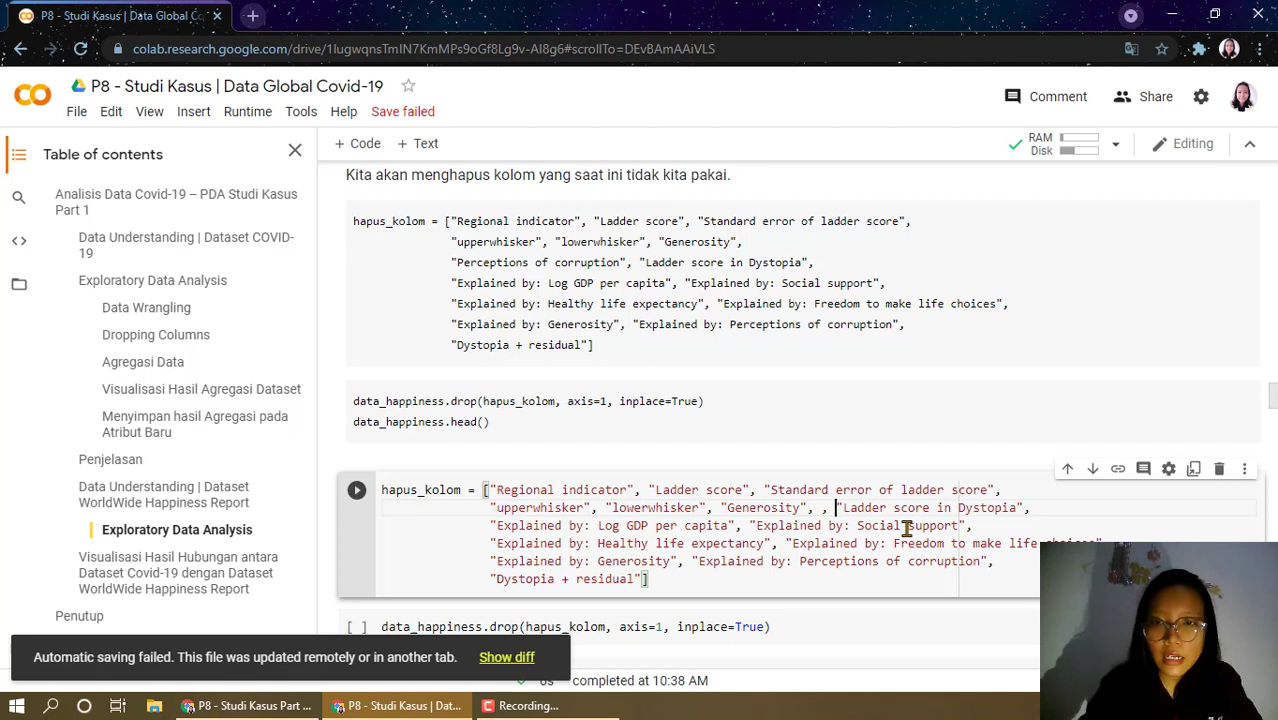 P8 - Studi Kasus | Data Global Co
colab.research.google.com/drive/1lugwqnsTmIN7KmMPs9oGf8Lg9v-Al8g6#scrollTo=DEvBAmAAiVLS
P8 - Studi Kasus | Data Global Covid-19
File Edit View Insert Runtime Tools Help Save failed
Comment Share
Table of contents
+ Code + Text
RAM
Disk
Editing
Analisis Data Covid-19 – PDA Studi Kasus
Part 1
Data Understanding | Dataset COVID-
19
Exploratory Data Analysis
Data Wrangling
Dropping Columns
Agregasi Data
Visualisasi Hasil Agregasi Dataset
Menyimpan hasil Agregasi pada
Atribut Baru
Penjelasan
Data Understanding | Dataset
WorldWide Happiness Report
Exploratory Data Analysis
Visualisasi Hasil Hubungan antara
Dataset Covid-19 dengan Dataset
WorldWide Happiness Report
Penutup
Kita akan menghapus kolom yang saat ini tidak kita pakai.
hapus_kolom = ["Regional indicator", "Ladder score", "Standard error of ladder score",
"upperwhisker", "lowerwhisker", "Generosity",
"Perceptions of corruption", "Ladder score in Dystopia",
"Explained by: Log GDP per capita", "Explained by: Social support",
"Explained by: Healthy life expectancy", "Explained by: Freedom to make life choices",
"Explained by: Generosity", "Explained by: Perceptions of corruption",
"Dystopia + residual"]
data_happiness.drop(hapus_kolom, axis=1, inplace=True)
data_happiness.head()
hapus_kolom = ["Regional indicator", "Ladder score", "Standard error of ladder score",
"upperwhisker", "lowerwhisker", "Generosity", , "Ladder score in Dystopia",
"Explained by: Log GDP per capita", "Explained by: Social support",
"Explained by: Healthy life expectancy", "Explained by: Freedom to make life choices",
"Explained by: Generosity", "Explained by: Perceptions of corruption",
"Dystopia + residual"]
[ ] data_happiness.drop(hapus_kolom, axis=1, inplace=True)
Automatic saving failed. This file was updated remotely or in another tab. Show diff
0s completed at 10:38 AM
P8 - Studi Kasus Part ...
P8 - Studi Kasus | Dat...
Recording...